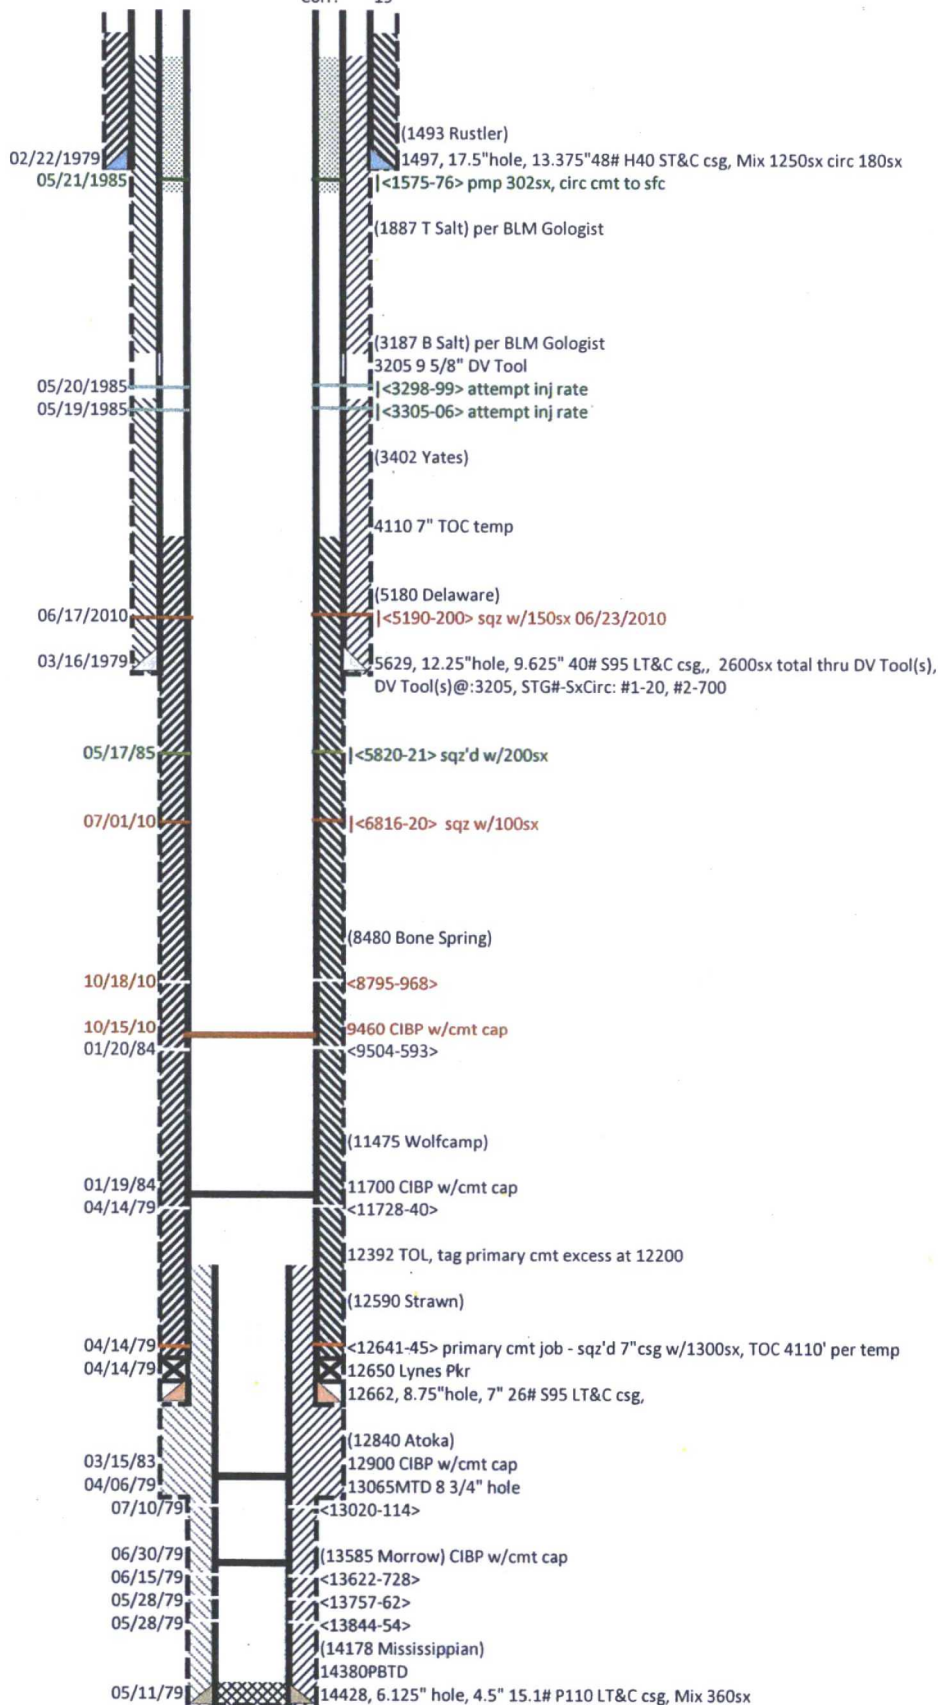 (1493 Rustler)
02/22/1979 1497, 17.5"hole, 13.375"48# H40 ST&C csg, Mix 1250sx circ 180sx
05/21/1985 |<1575-76> pmp 302sx, circ cmt to sfc
(1887 T Salt) per BLM Gologist
(3187 B Salt) per BLM Gologist
3205 9 5/8" DV Tool
05/20/1985 |<3298-99> attempt inj rate
05/19/1985 |<3305-06> attempt inj rate
(3402 Yates)
4110 7" TOC temp
(5180 Delaware)
06/17/2010 |<5190-200> sqz w/150sx 06/23/2010
03/16/1979 5629, 12.25"hole, 9.625" 40# S95 LT&C csg,, 2600sx total thru DV Tool(s),
DV Tool(s)@:3205, STG#-SxCirc: #1-20, #2-700
05/17/85 |<5820-21> sqz'd w/200sx
07/01/10 |<6816-20> sqz w/100sx
(8480 Bone Spring)
10/18/10 <8795-968>
10/15/10 9460 CIBP w/cmt cap
01/20/84 <9504-593>
(11475 Wolfcamp)
01/19/84 11700 CIBP w/cmt cap
04/14/79 <11728-40>
12392 TOL, tag primary cmt excess at 12200
(12590 Strawn)
04/14/79 <12641-45> primary cmt job - sqz'd 7"csg w/1300sx, TOC 4110' per temp
04/14/79 12650 Lynes Pkr
12662, 8.75"hole, 7" 26# S95 LT&C csg,
(12840 Atoka)
03/15/83 12900 CIBP w/cmt cap
04/06/79 13065MTD 8 3/4" hole
07/10/79 <13020-114>
06/30/79 (13585 Morrow) CIBP w/cmt cap
06/15/79 <13622-728>
05/28/79 <13757-62>
05/28/79 <13844-54>
(14178 Mississippian)
14380PBTD
05/11/79 14428, 6.125" hole, 4.5" 15.1# P110 LT&C csg, Mix 360sx